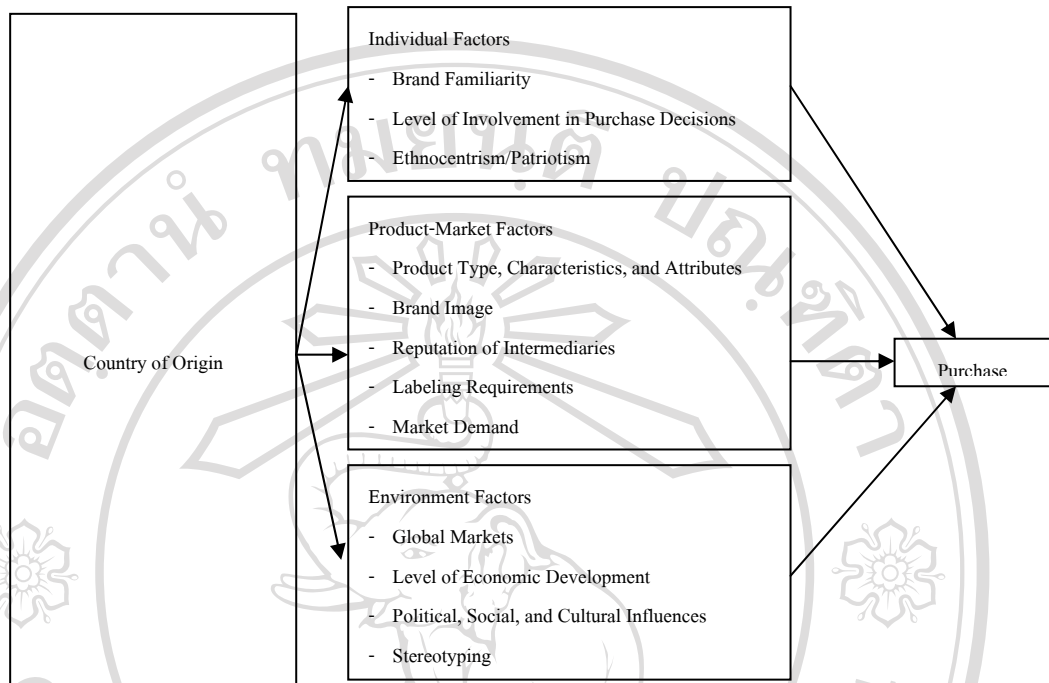 Individual Factors
- Brand Familiarity
- Level of Involvement in Purchase Decisions
- Ethnocentrism/Patriotism
Product-Market Factors
- Product Type, Characteristics, and Attributes
- Brand Image
- Reputation of Intermediaries
- Labeling Requirements
- Market Demand
Country of Origin
Purchase
Environment Factors
- Global Markets
- Level of Economic Development
- Political, Social, and Cultural Influences
- Stereotyping